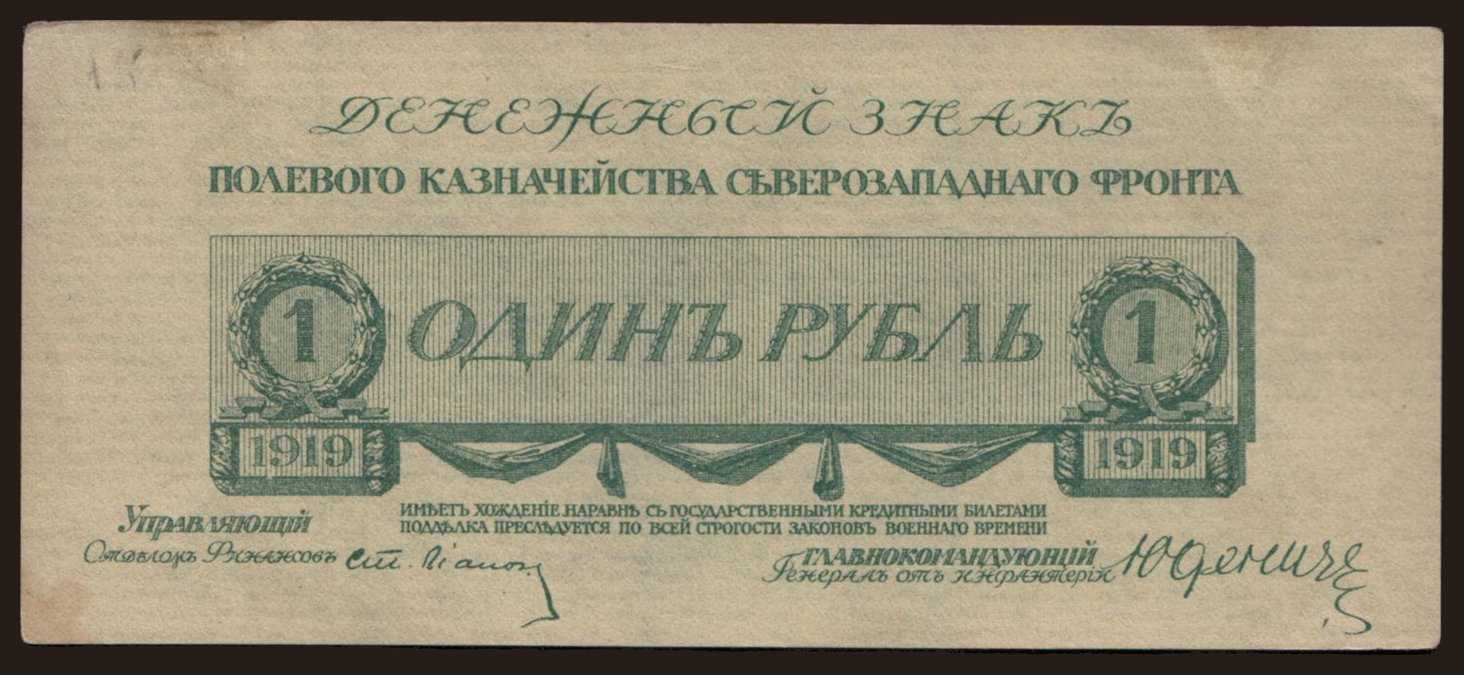 ДЕНЕЖНЫЙ ЗНАКЪ
ПОЛЕВОГО КАЗНАЧЕЙСТВА СѢВЕРОЗАПАДНАГО ФРОНТА
1 ОДИНЪ РУБЛЬ 1
1919 1919
ИМѢЕТЪ ХОЖДЕНІЕ НАРАВНѢ СЪ ГОСУДАРСТВЕННЫМИ КРЕДИТНЫМИ БИЛЕТАМИ
ПОДДѢЛКА ПРЕСЛѢДУЕТСЯ ПО ВСЕЙ СТРОГОСТИ ЗАКОНОВЪ ВОЕННАГО ВРЕМЕНИ
Управляющій
Отдѣломъ Финансовъ
ГЛАВНОКОМАНДУЮЩІЙ
Генералъ отъ инфантеріи Юденичъ